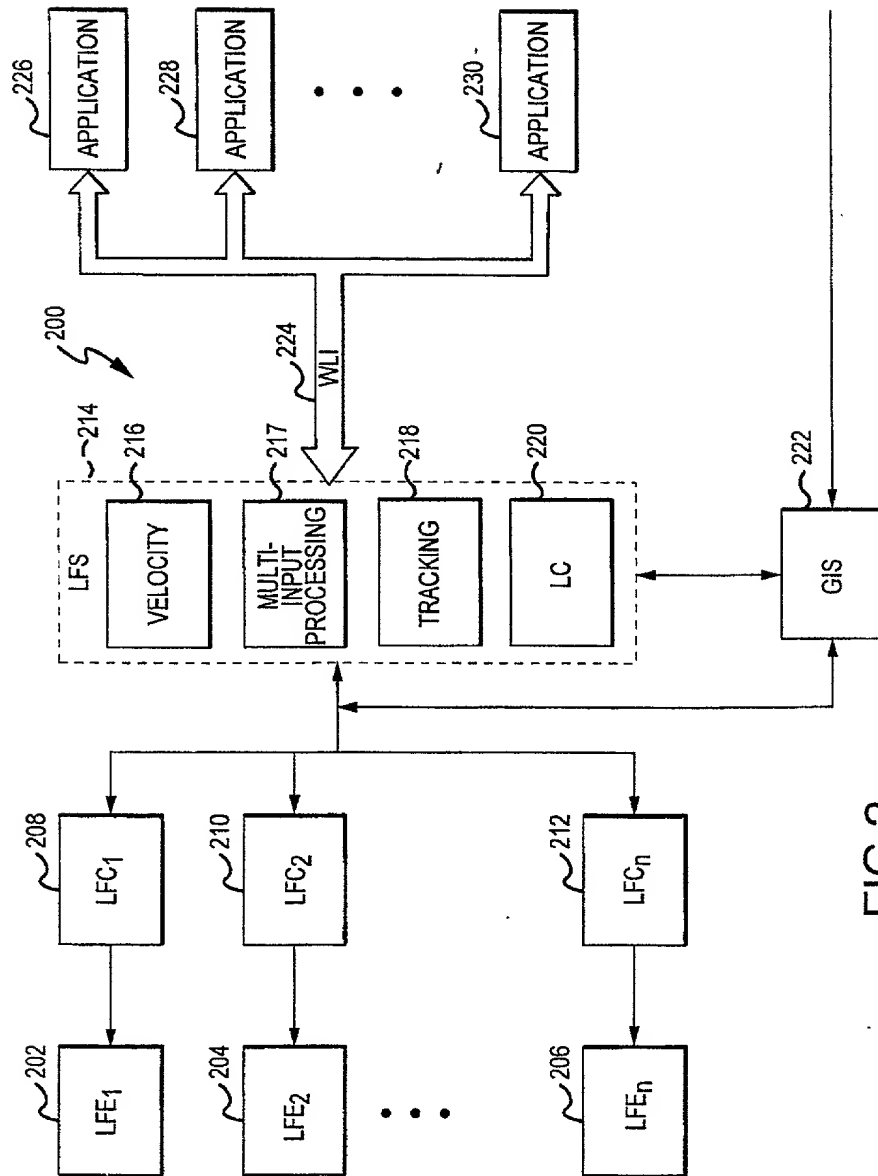 226
APPLICATION
228
APPLICATION
230
APPLICATION
200
224
WLI
214
LFS
216
VELOCITY
217
MULTI-
INPUT
PROCESSING
218
TRACKING
220
LC
222
GIS
208
LFC1
210
LFC2
212
LFCn
202
LFE1
204
LFE2
206
LFEn
FIG